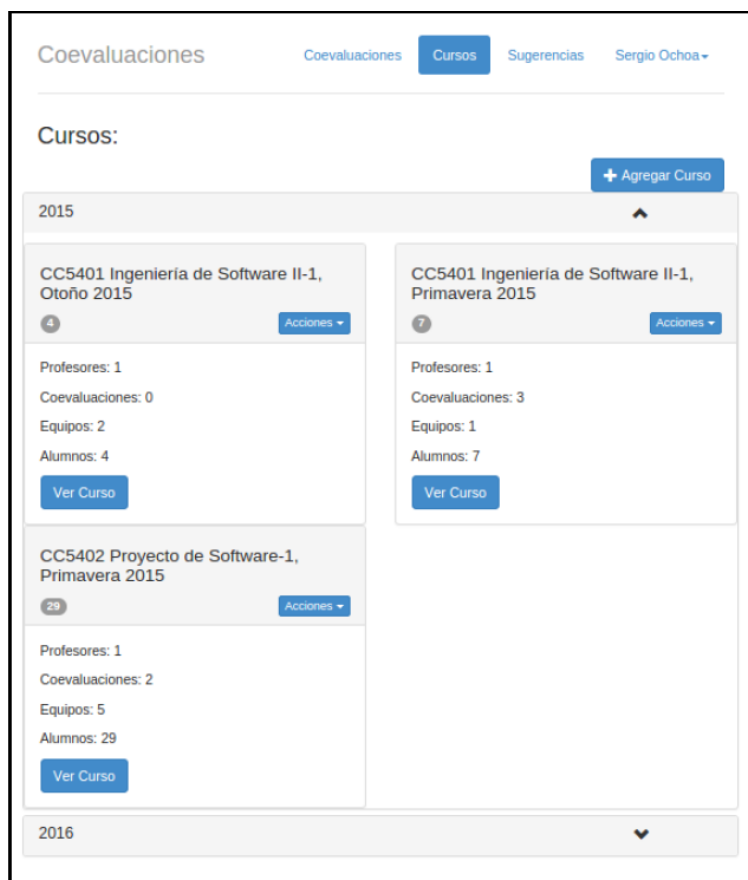 Coevaluaciones
Coevaluaciones
Cursos
Sugerencias
Sergio Ochoa
Cursos:
Agregar Curso
2015
CC5401 Ingeniería de Software II-1,
Otoño 2015
4
Acciones
Profesores: 1
Coevaluaciones: 0
Equipos: 2
Alumnos: 4
Ver Curso
CC5401 Ingeniería de Software II-1,
Primavera 2015
7
Acciones
Profesores: 1
Coevaluaciones: 3
Equipos: 1
Alumnos: 7
Ver Curso
CC5402 Proyecto de Software-1,
Primavera 2015
29
Acciones
Profesores: 1
Coevaluaciones: 2
Equipos: 5
Alumnos: 29
Ver Curso
2016